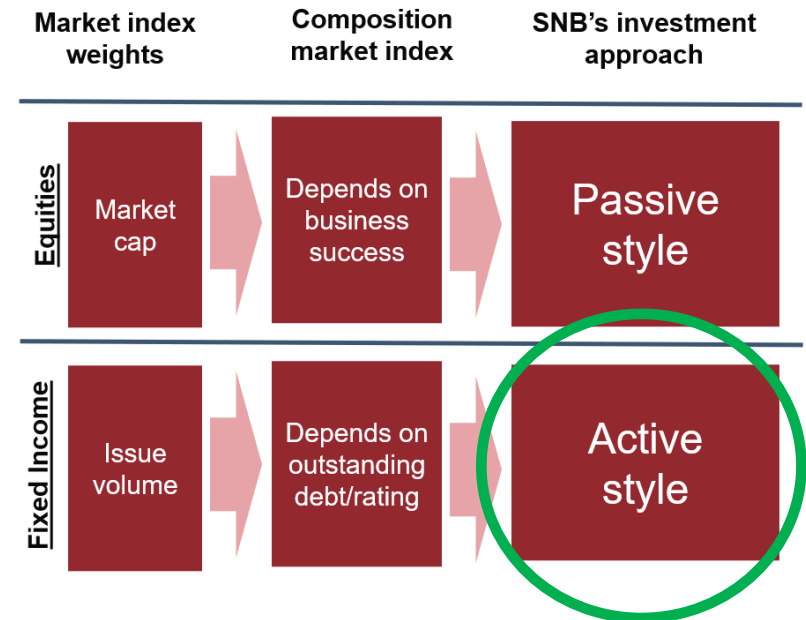 Market index
weights
Composition
market index
SNB's investment
approach
Equities
Market
cap
Depends on
business
success
Passive
style
Fixed Income
Issue
volume
Depends on
outstanding
debt/rating
Active
style